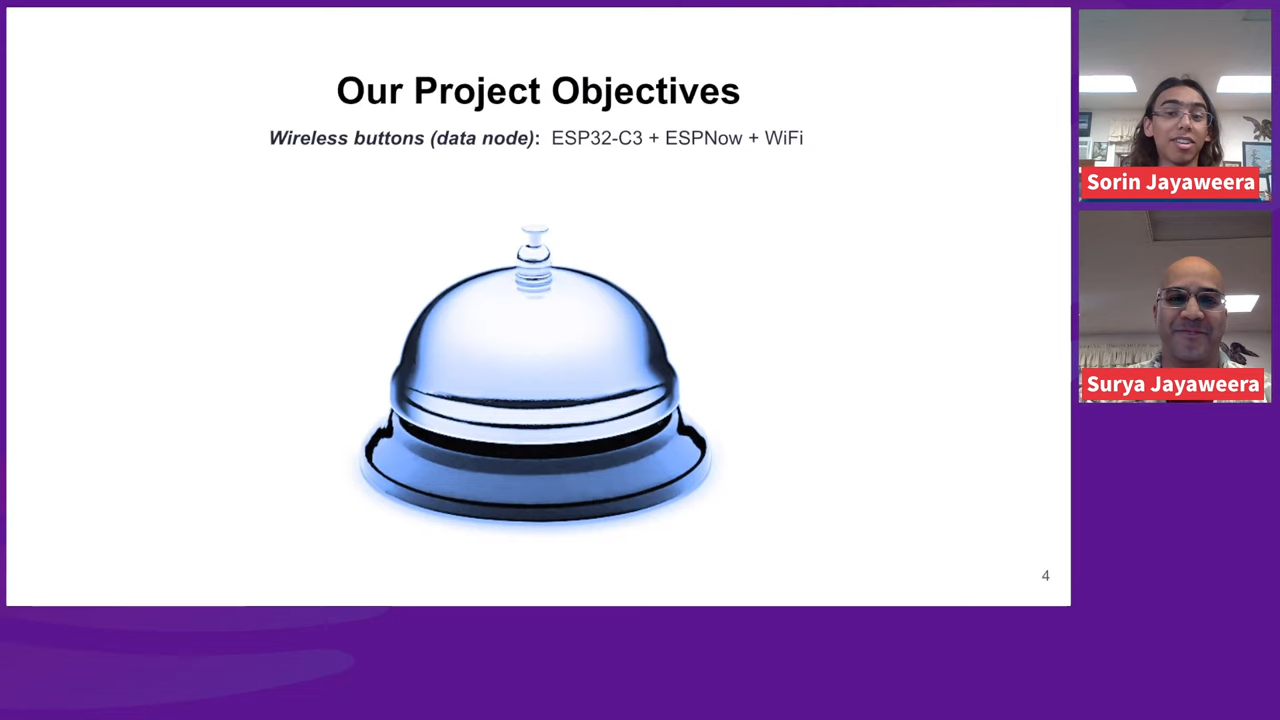 Our Project Objectives
Wireless buttons (data node): ESP32-C3 + ESPNow + WiFi
4
Sorin Jayaweera
Surya Jayaweera